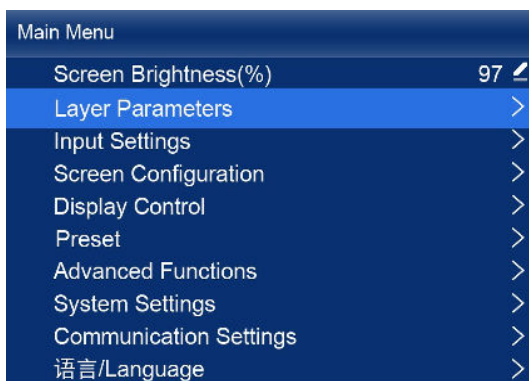 Main Menu
Screen Brightness(%) 97
Layer Parameters
Input Settings
Screen Configuration
Display Control
Preset
Advanced Functions
System Settings
Communication Settings
语言/Language